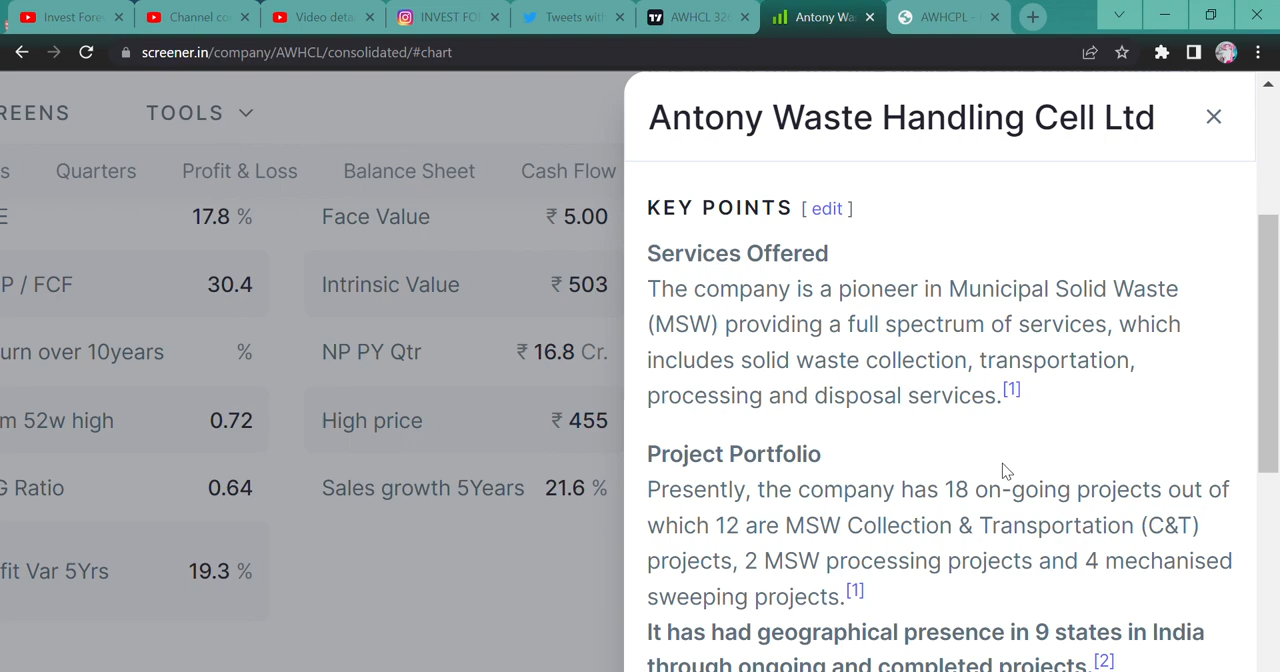 Invest Fore
Channel co
Video deta
INVEST FO
Tweets with
AWHCL 32
Antony Wa
AWHCPL -
screener.in/company/AWHCL/consolidated/#chart
REENS
TOOLS
Antony Waste Handling Cell Ltd
s
Quarters
Profit & Loss
Balance Sheet
Cash Flow
E
17.8 %
Face Value
₹ 5.00
P / FCF
30.4
Intrinsic Value
₹ 503
urn over 10years
%
NP PY Qtr
₹ 16.8 Cr.
m 52w high
0.72
High price
₹ 455
G Ratio
0.64
Sales growth 5Years
21.6 %
fit Var 5Yrs
19.3 %
KEY POINTS [ edit ]
Services Offered
The company is a pioneer in Municipal Solid Waste
(MSW) providing a full spectrum of services, which
includes solid waste collection, transportation,
processing and disposal services.[1]
Project Portfolio
Presently, the company has 18 on-going projects out of
which 12 are MSW Collection & Transportation (C&T)
projects, 2 MSW processing projects and 4 mechanised
sweeping projects.[1]
It has had geographical presence in 9 states in India
through ongoing and completed projects.[2]